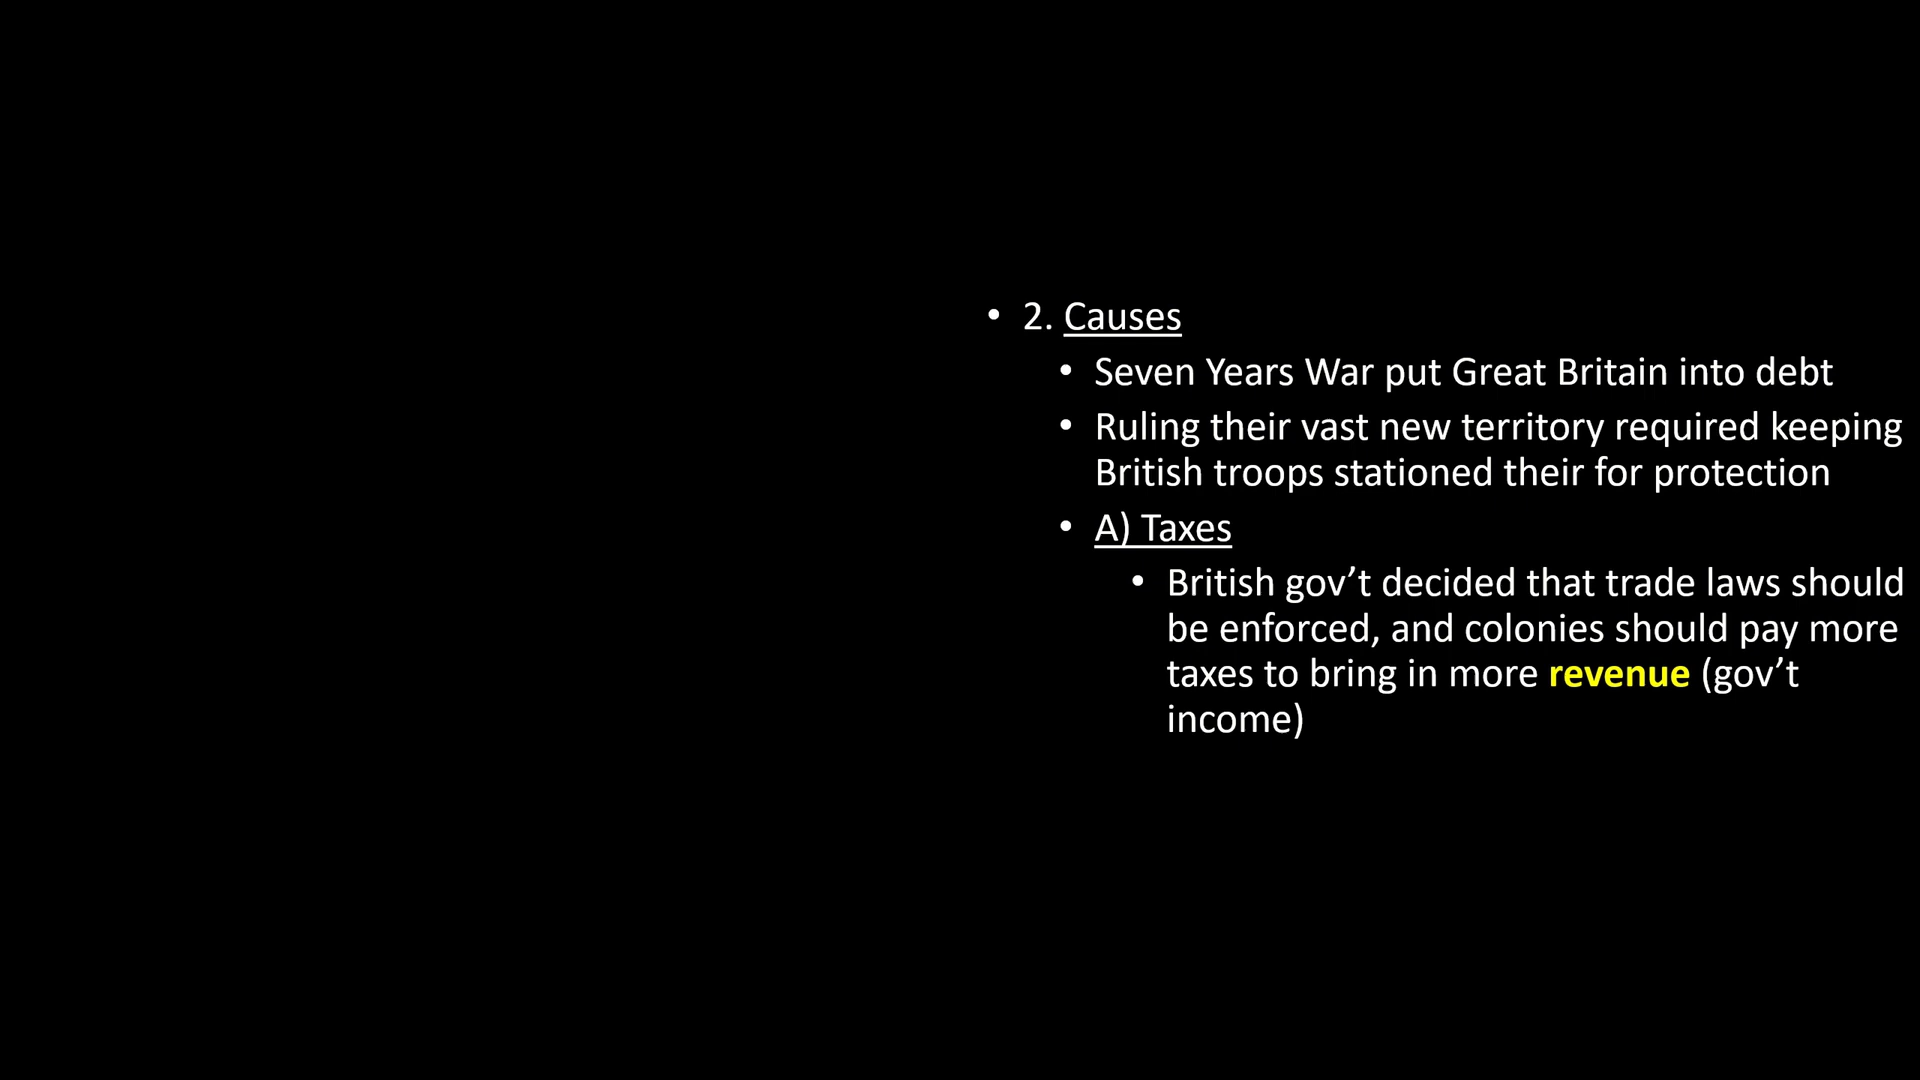 • 2. Causes
• Seven Years War put Great Britain into debt
• Ruling their vast new territory required keeping
British troops stationed their for protection
• A) Taxes
• British gov’t decided that trade laws should
be enforced, and colonies should pay more
taxes to bring in more revenue (gov’t
income)